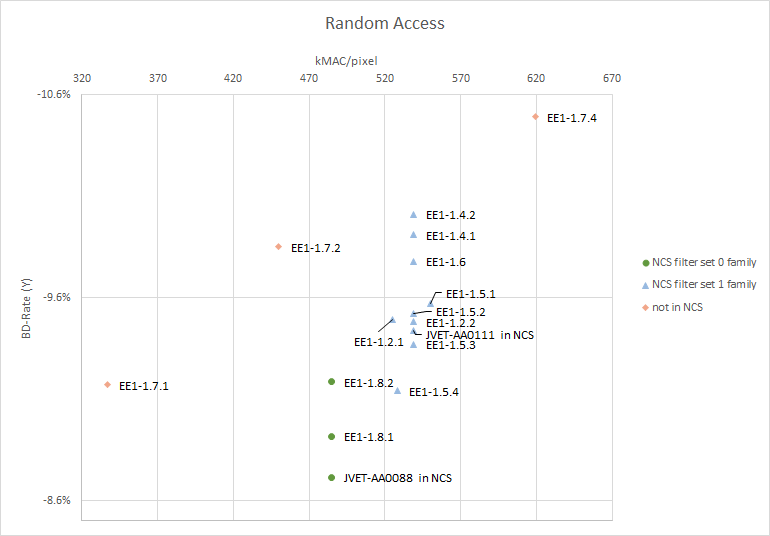 Random Access
kMAC/pixel
320 370 420 470 520 570 620 670
-10.6%
EE1-1.7.4
EE1-1.4.2
EE1-1.4.1
EE1-1.7.2
EE1-1.6
NCS filter set 0 family
NCS filter set 1 family
not in NCS
-9.6%
BD-Rate (Y)
EE1-1.5.1
EE1-1.5.2
EE1-1.2.2
JVET-AA0111 in NCS
EE1-1.2.1
EE1-1.5.3
EE1-1.7.1
EE1-1.8.2
EE1-1.5.4
EE1-1.8.1
JVET-AA0088 in NCS
-8.6%